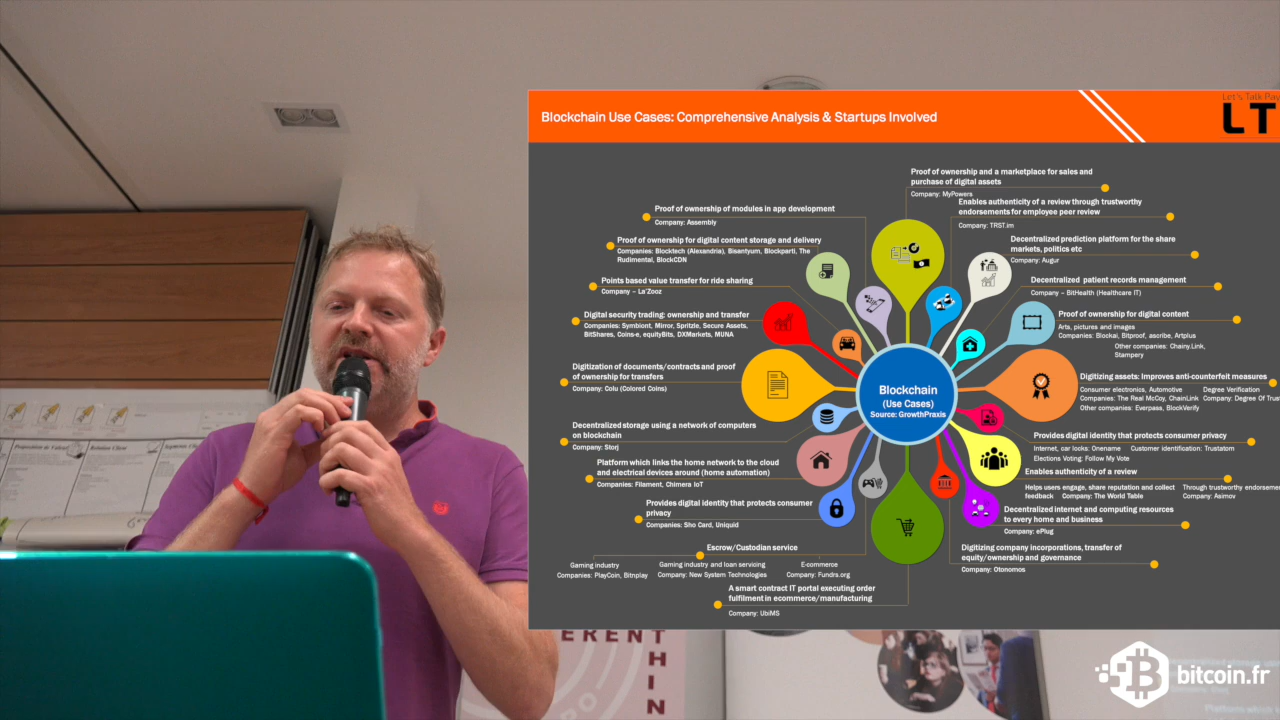 Blockchain Use Cases: Comprehensive Analysis & Startups Involved
Let's Talk Pay
LT
Proof of ownership and a marketplace for sales and
purchase of digital assets
Company: MyPowers
Proof of ownership of modules in app development
Company: Assembly
Enables authenticity of a review through trustworthy
endorsements for employee peer review
Company: TRST.im
Proof of ownership for digital content storage and delivery
Companies: Blocktech (Alexandria), Bisantyum, Blockparti, The
Rudimental, BlockCDN
Decentralized prediction platform for the share
markets, politics etc
Company: Augur
Points based value transfer for ride sharing
Company – La'Zooz
Decentralized patient records management
Company – BitHealth (Healthcare IT)
Digital security trading: ownership and transfer
Companies: Symbiont, Mirror, Spritzle, Secure Assets,
BitShares, Coins-e, equityBits, DXMarkets, MUNA
Proof of ownership for digital content
Arts, pictures and images
Companies: Blockai, Bitproof, ascribe, Artplus
Other companies: Chainy.Link,
Stampery
Digitization of documents/contracts and proof
of ownership for transfers
Company: Colu (Colored Coins)
Blockchain
(Use Cases)
Source: GrowthPraxis
Digitizing assets: Improves anti-counterfeit measures
Consumer electronics, Automotive Degree Verification
Companies: The Real McCoy, ChainLink Company: Degree Of Trus
Other companies: Everpass, BlockVerify
Decentralized storage using a network of computers
on blockchain
Company: Storj
Provides digital identity that protects consumer privacy
Internet, car locks: Onename Customer identification: Trustatom
Elections Voting: Follow My Vote
Platform which links the home network to the cloud
and electrical devices around (home automation)
Companies: Filament, Chimera IoT
Enables authenticity of a review
Helps users engage, share reputation and collect Through trustworthy endorsemen
feedback Company: The World Table Company: Asimov
Provides digital identity that protects consumer
privacy
Companies: Sho Card, Uniquid
Decentralized internet and computing resources
to every home and business
Company: ePlug
Escrow/Custodian service
Gaming industry Gaming industry and loan servicing E-commerce
Companies: PlayCoin, Bitnplay Company: New System Technologies Company: Fundrs.org
Digitizing company incorporations, transfer of
equity/ownership and governance
Company: Otonomos
A smart contract IT portal executing order
fulfilment in ecommerce/manufacturing
Company: UbiMS
ERENT
THIN
bitcoin.fr